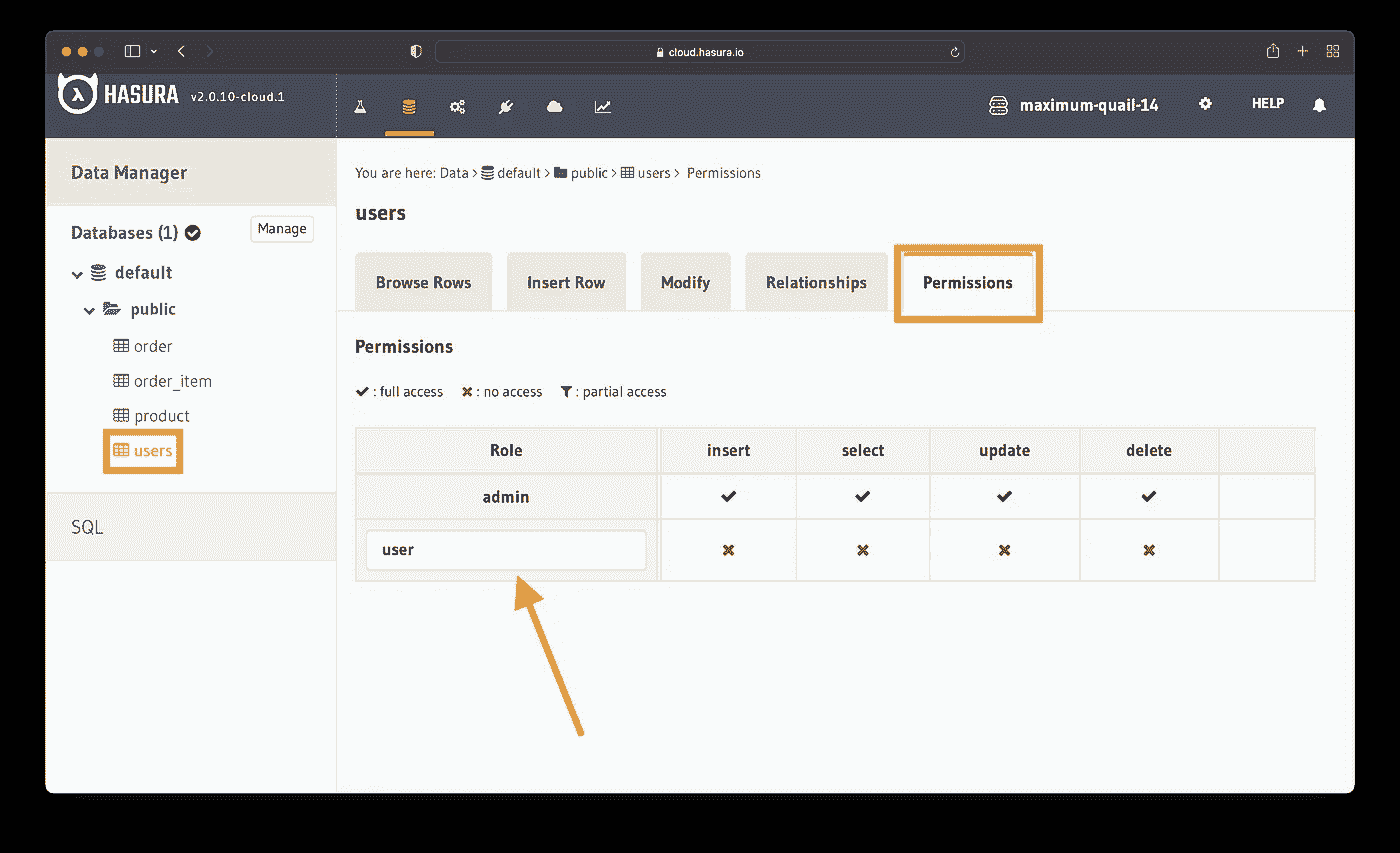 cloud.hasura.io
HASURA v2.0.10-cloud.1
maximum-quail-14 HELP
Data Manager
Databases (1) Manage
default
public
order
order_item
product
users
SQL
You are here: Data > default > public > users > Permissions
users
Browse Rows Insert Row Modify Relationships Permissions
Permissions
: full access : no access : partial access
Role insert select update delete
admin
user